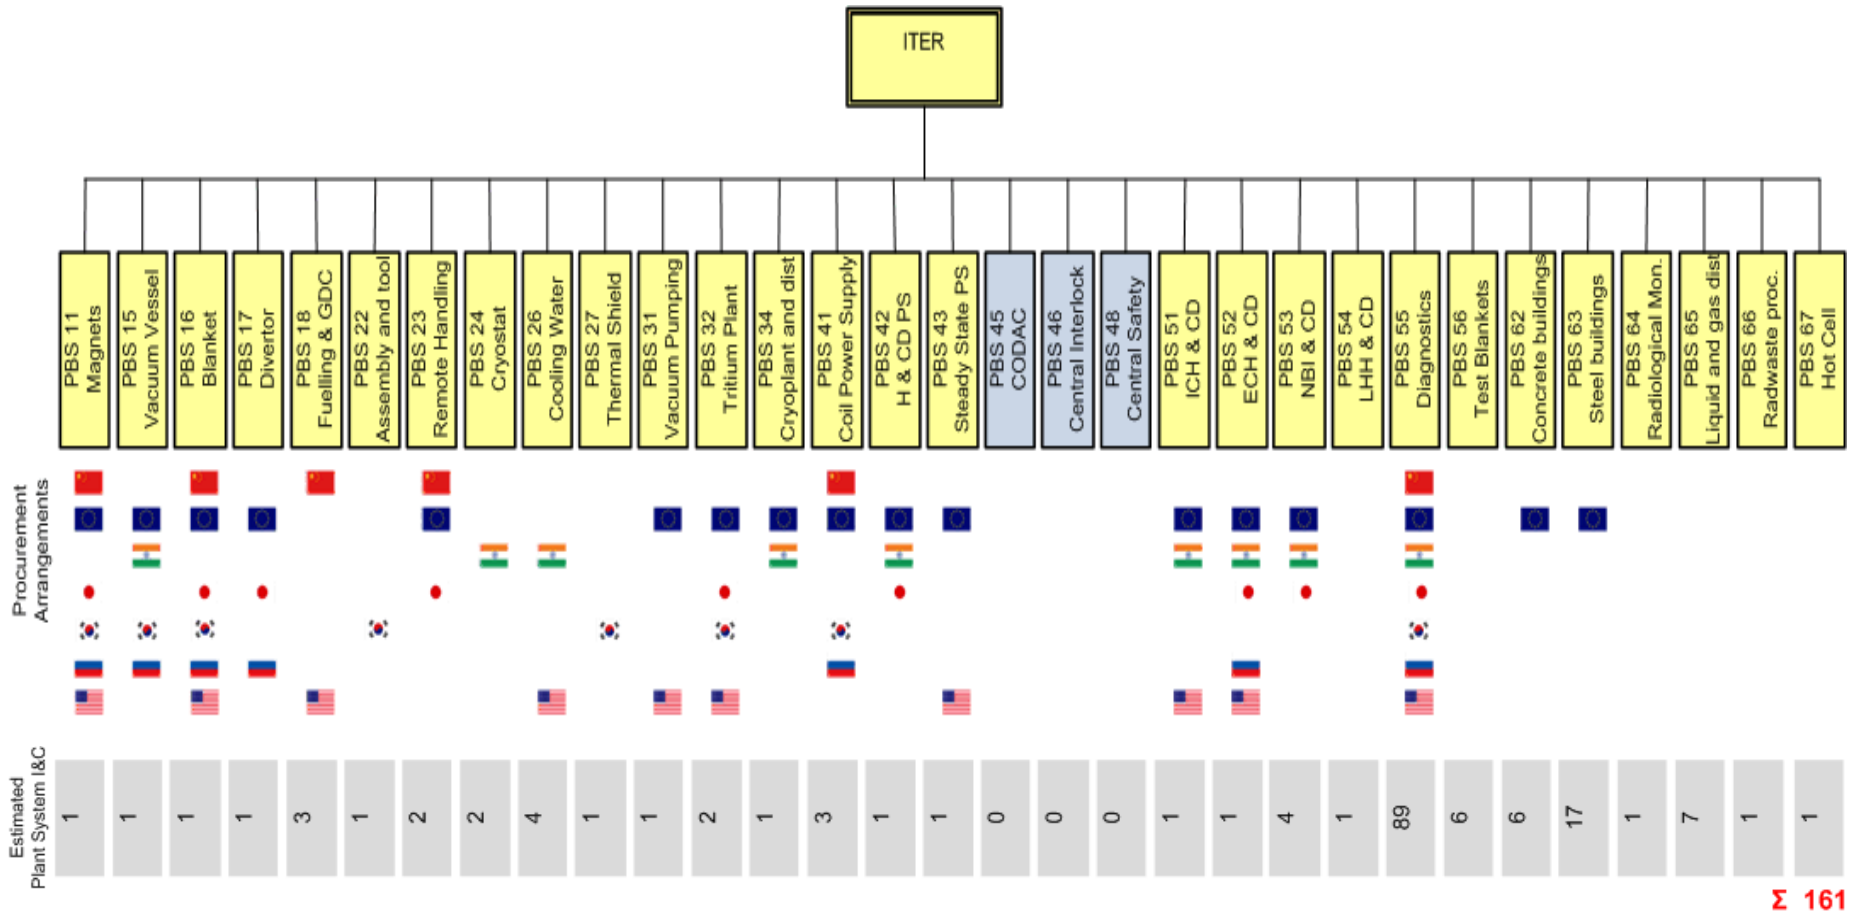 ITER
PBS 11
Magnets
PBS 15
Vacuum Vessel
PBS 16
Blanket
PBS 17
Divertor
PBS 18
Fuelling & GDC
PBS 22
Assembly and tool
PBS 23
Remote Handling
PBS 24
Cryostat
PBS 26
Cooling Water
PBS 27
Thermal Shield
PBS 31
Vacuum Pumping
PBS 32
Tritium Plant
PBS 34
Cryoplant and dist
PBS 41
Coil Power Supply
PBS 42
H & CD PS
PBS 43
Steady State PS
PBS 45
CODAC
PBS 46
Central Interlock
PBS 48
Central Safety
PBS 51
ICH & CD
PBS 52
ECH & CD
PBS 53
NBI & CD
PBS 54
LHH & CD
PBS 55
Diagnostics
PBS 56
Test Blankets
PBS 62
Concrete buildings
PBS 63
Steel buildings
PBS 64
Radiological Mon.
PBS 65
Liquid and gas dist
PBS 66
Radwaste proc.
PBS 67
Hot Cell
Procurement
Arrangements
Estimated
Plant System I&C
1
1
1
1
3
1
2
2
4
1
1
2
1
3
1
1
0
0
0
1
1
4
1
89
6
6
17
1
7
1
1
Σ 161